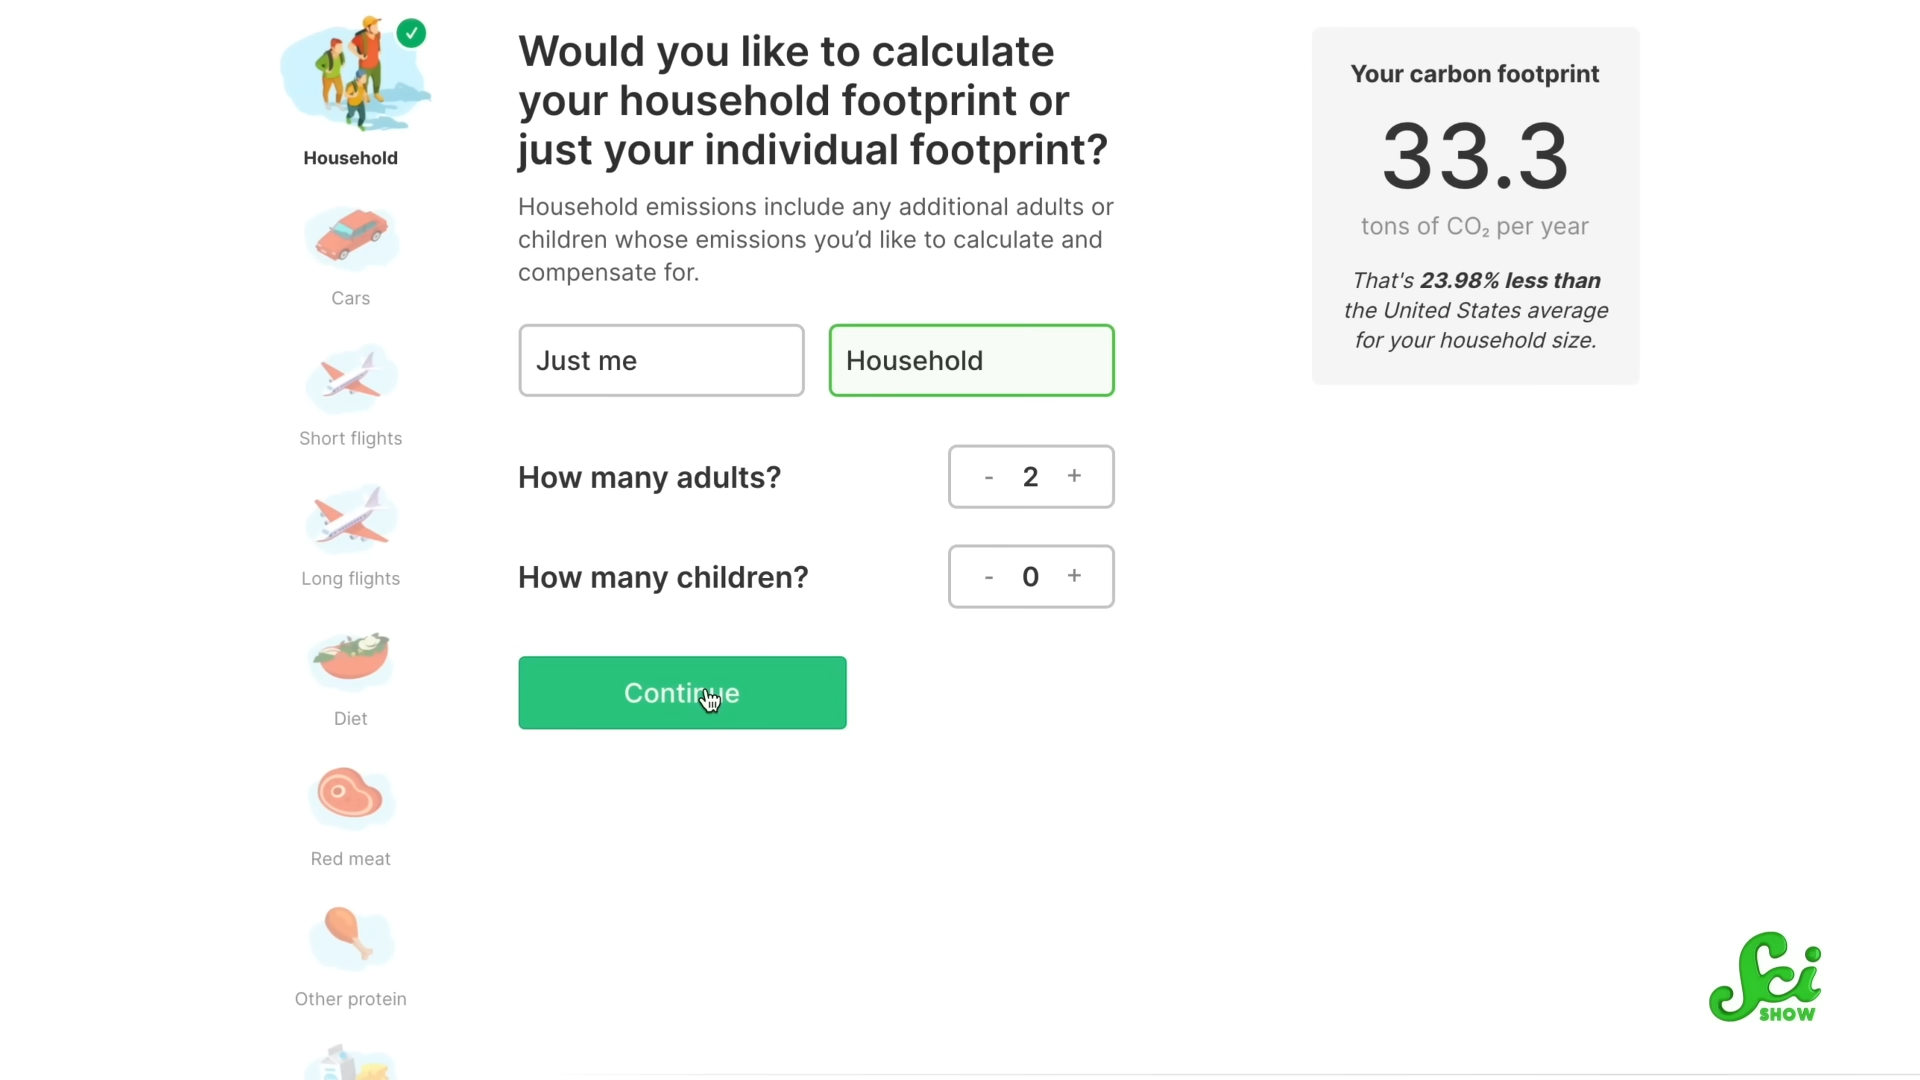 Would you like to calculate
your household footprint or
just your individual footprint?
Household emissions include any additional adults or
children whose emissions you’d like to calculate and
compensate for.
Just me
Household
How many adults?
- 2 +
How many children?
- 0 +
Continue
Household
Cars
Short flights
Long flights
Diet
Red meat
Other protein
Your carbon footprint
33.3
tons of CO₂ per year
That's 23.98% less than
the United States average
for your household size.
Sci
SHOW